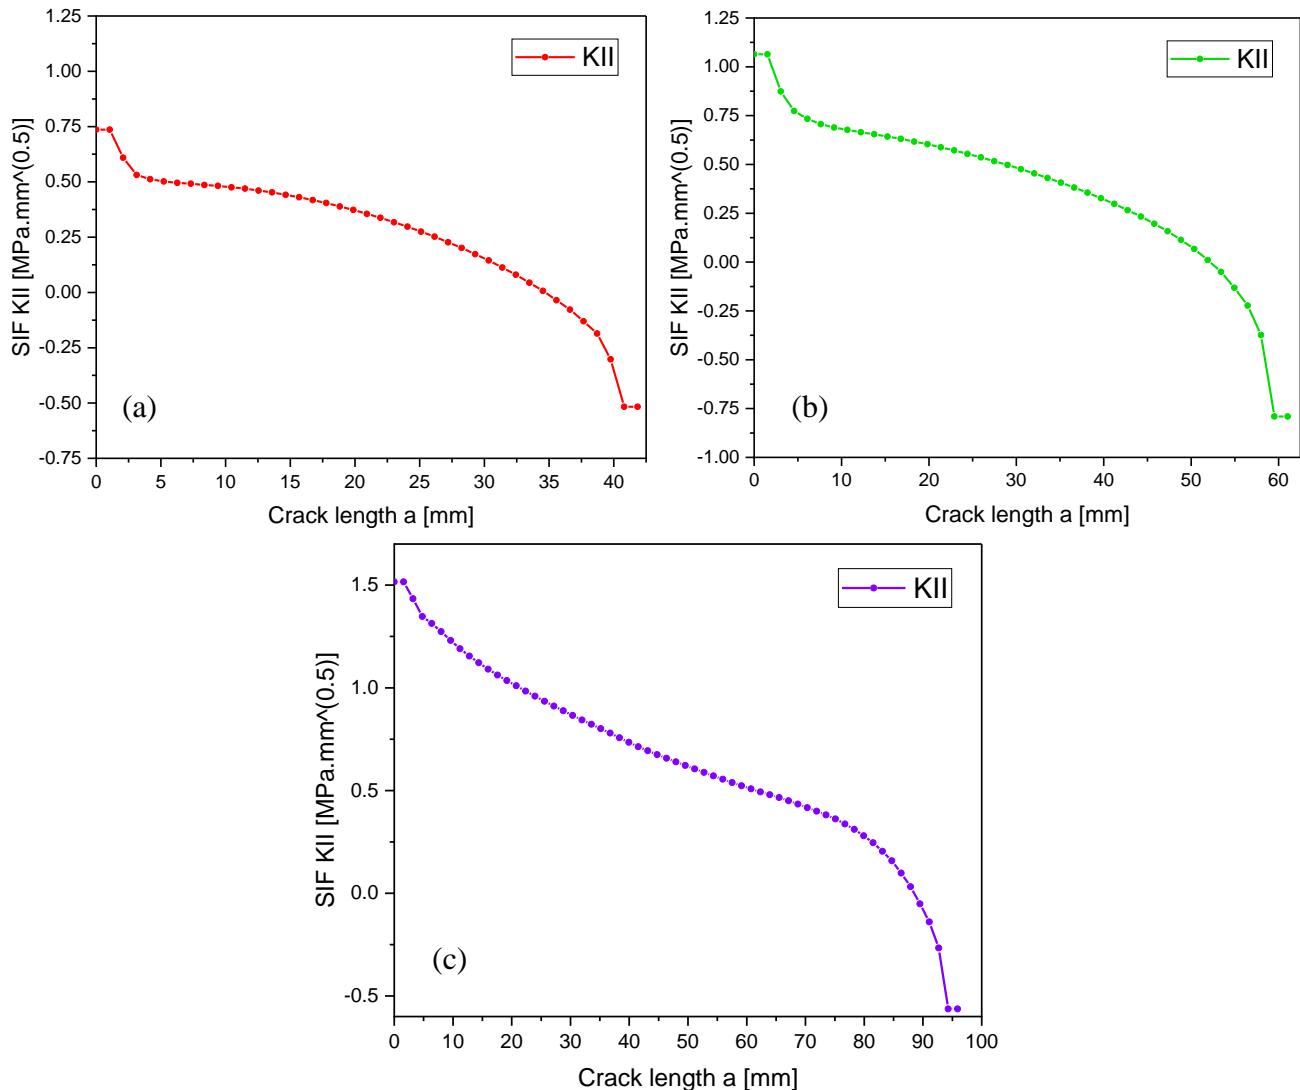 1.25
1.00
0.75
0.50
0.25
0.00
-0.25
-0.50
-0.75
SIF KII [MPa.mm^(0.5)]
KII
(a)
0 5 10 15 20 25 30 35 40
Crack length a [mm]
1.25
1.00
0.75
0.50
0.25
0.00
-0.25
-0.50
-0.75
-1.00
SIF KII [MPa.mm^(0.5)]
KII
(b)
0 10 20 30 40 50 60
Crack length a [mm]
1.5
1.0
0.5
0.0
-0.5
SIF KII [MPa.mm^(0.5)]
KII
(c)
0 10 20 30 40 50 60 70 80 90 100
Crack length a [mm]